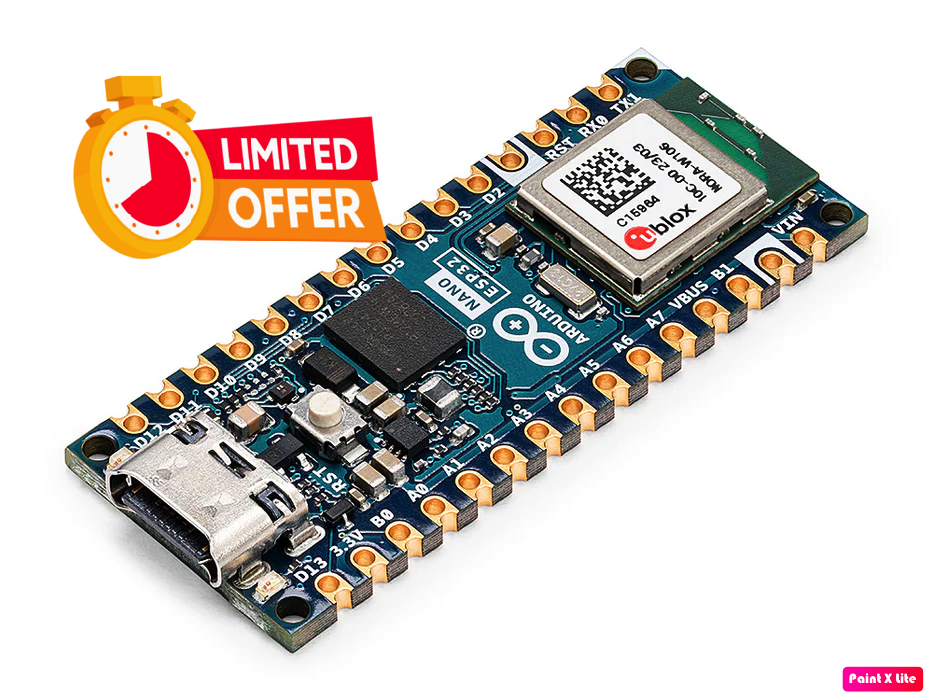 LIMITED
OFFER
TX1
RX0
RST
D2
D3
D4
D5
D6
D7
D8
D9
D10
D11
D12
NORA-W106
10C-00 23/03
C1598A
ublox
NANO
ESP32
®
ARDUINO
VIN
B1
VBUS
A7
A6
A5
A4
A3
A2
A1
A0
B0
3.3V
D13
RST
Paint X Lite